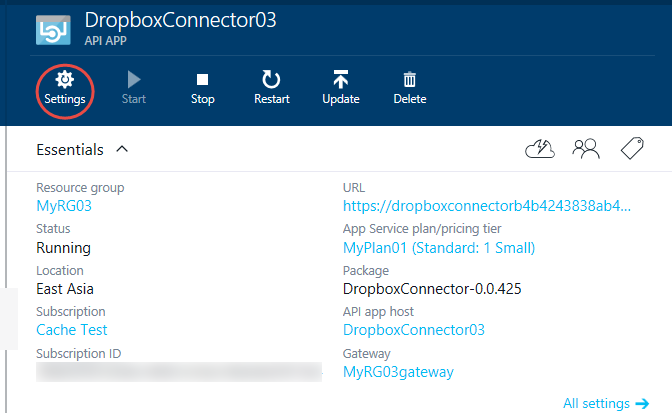 DropboxConnector03
API APP
Settings
Start
Stop
Restart
Update
Delete
Essentials
Resource group
MyRG03
Status
Running
Location
East Asia
Subscription
Cache Test
Subscription ID
URL
https://dropboxconnectorb4b4243838ab4...
App Service plan/pricing tier
MyPlan01 (Standard: 1 Small)
Package
DropboxConnector-0.0.425
API app host
DropboxConnector03
Gateway
MyRG03gateway
All settings →